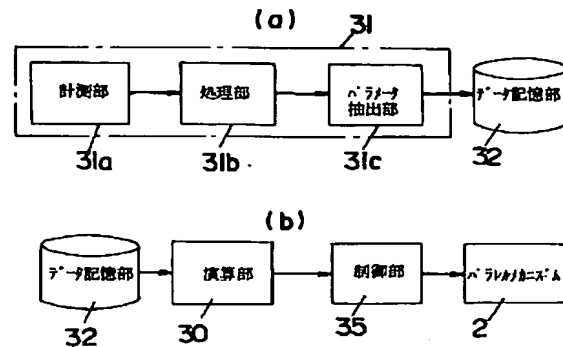 (a)
31
計測部
処理部
パラメータ
抽出部
データ記憶部
31a
31b
31c
32
(b)
データ記憶部
演算部
制御部
パラレルメカニズム
32
30
35
2